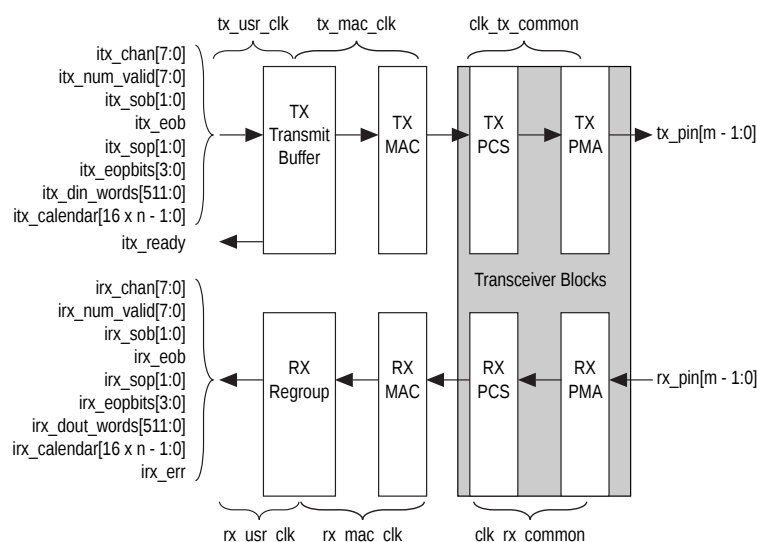 tx_usr_clk
tx_mac_clk
clk_tx_common
itx_chan[7:0]
itx_num_valid[7:0]
itx_sob[1:0]
itx_eob
itx_sop[1:0]
itx_eopbits[3:0]
itx_din_words[511:0]
itx_calendar[16 x n - 1:0]
itx_ready
TX
Transmit
Buffer
TX
MAC
TX
PCS
TX
PMA
tx_pin[m - 1:0]
Transceiver Blocks
irx_chan[7:0]
irx_num_valid[7:0]
irx_sob[1:0]
irx_eob
irx_sop[1:0]
irx_eopbits[3:0]
irx_dout_words[511:0]
irx_calendar[16 x n - 1:0]
irx_err
RX
Regroup
RX
MAC
RX
PCS
RX
PMA
rx_pin[m - 1:0]
rx_usr_clk
rx_mac_clk
clk_rx_common